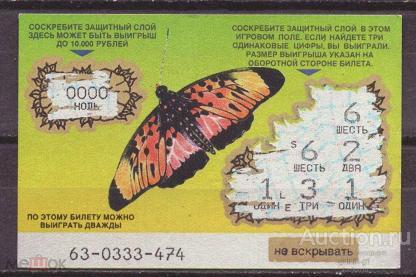 СОСКРЕБИТЕ ЗАЩИТНЫЙ СЛОЙ
ЗДЕСЬ МОЖЕТ БЫТЬ ВЫИГРЫШ
ДО 10.000 РУБЛЕЙ
0000
НОЛЬ
СОСКРЕБИТЕ ЗАЩИТНЫЙ СЛОЙ В ЭТОМ
ИГРОВОМ ПОЛЕ. ЕСЛИ НАЙДЕТЕ ТРИ
ОДИНАКОВЫЕ ЦИФРЫ, ВЫ ВЫИГРАЛИ.
РАЗМЕР ВЫИГРЫША УКАЗАН НА
ОБОРОТНОЙ СТОРОНЕ БИЛЕТА.
6
ШЕСТЬ
S 6 2
ШЕСТЬ ДВА
1 L 3 1
ОДИН E ТРИ ОДИН
ПО ЭТОМУ БИЛЕТУ МОЖНО
ВЫИГРАТЬ ДВАЖДЫ
63-0333-474
не вскрывать
Мешок
Auction.ru